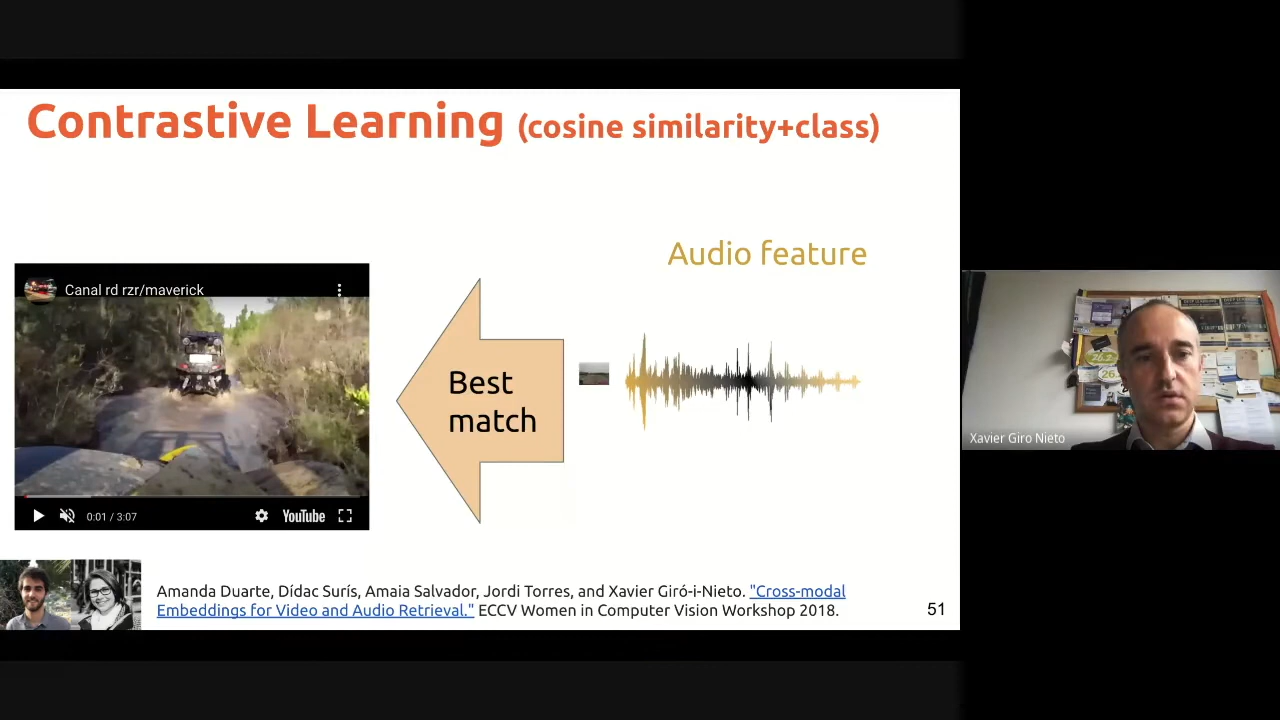 Contrastive Learning (cosine similarity+class)
Audio feature
Canal rd rzr/maverick
Best
match
0:01 / 3:07
YouTube
Xavier Giro Nieto
Amanda Duarte, Dídac Surís, Amaia Salvador, Jordi Torres, and Xavier Giró-i-Nieto. "Cross-modal
Embeddings for Video and Audio Retrieval." ECCV Women in Computer Vision Workshop 2018.
51